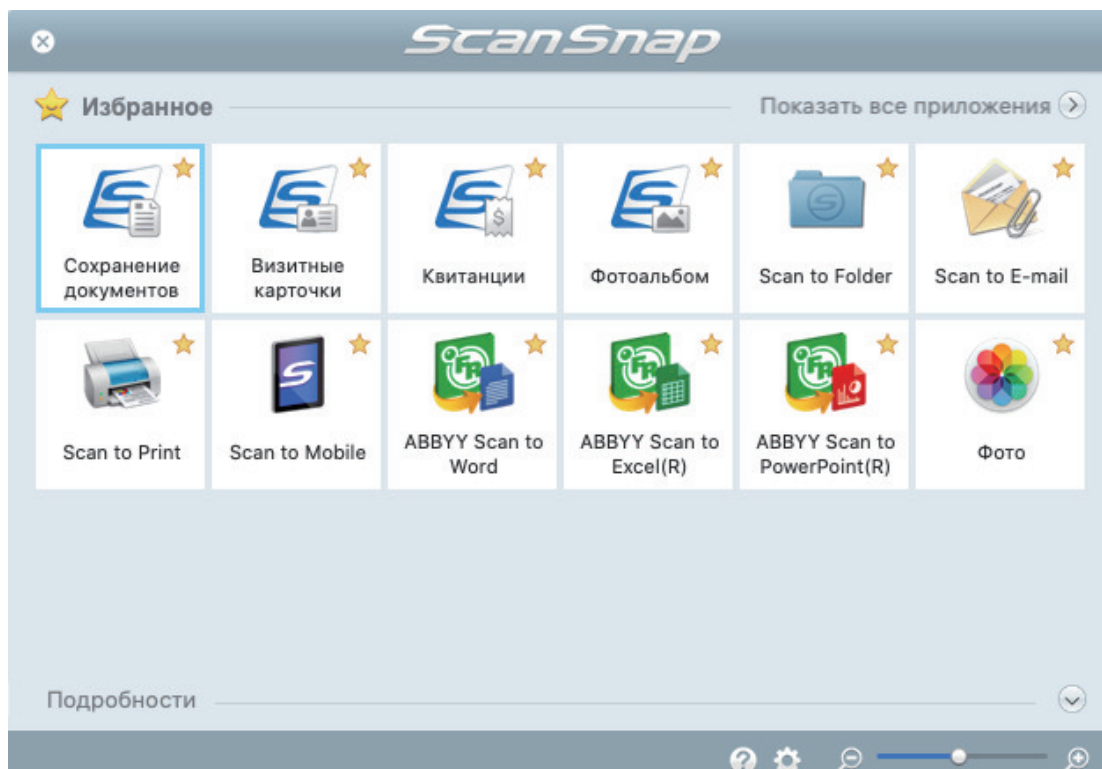 ScanSnap
Избранное
Показать все приложения
Сохранение
документов
Визитные
карточки
Квитанции
Фотоальбом
Scan to Folder
Scan to E-mail
Scan to Print
Scan to Mobile
ABBYY Scan to
Word
ABBYY Scan to
Excel(R)
ABBYY Scan to
PowerPoint(R)
Фото
Подробности